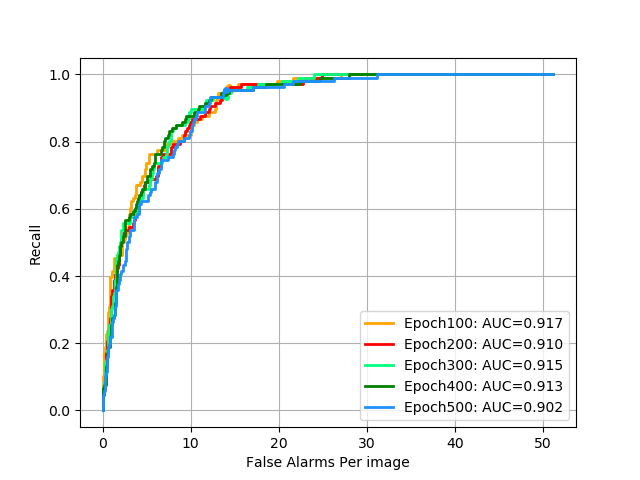 1.0
0.8
0.6
0.4
0.2
0.0
Recall
0 10 20 30 40 50
False Alarms Per image
Epoch100: AUC=0.917
Epoch200: AUC=0.910
Epoch300: AUC=0.915
Epoch400: AUC=0.913
Epoch500: AUC=0.902